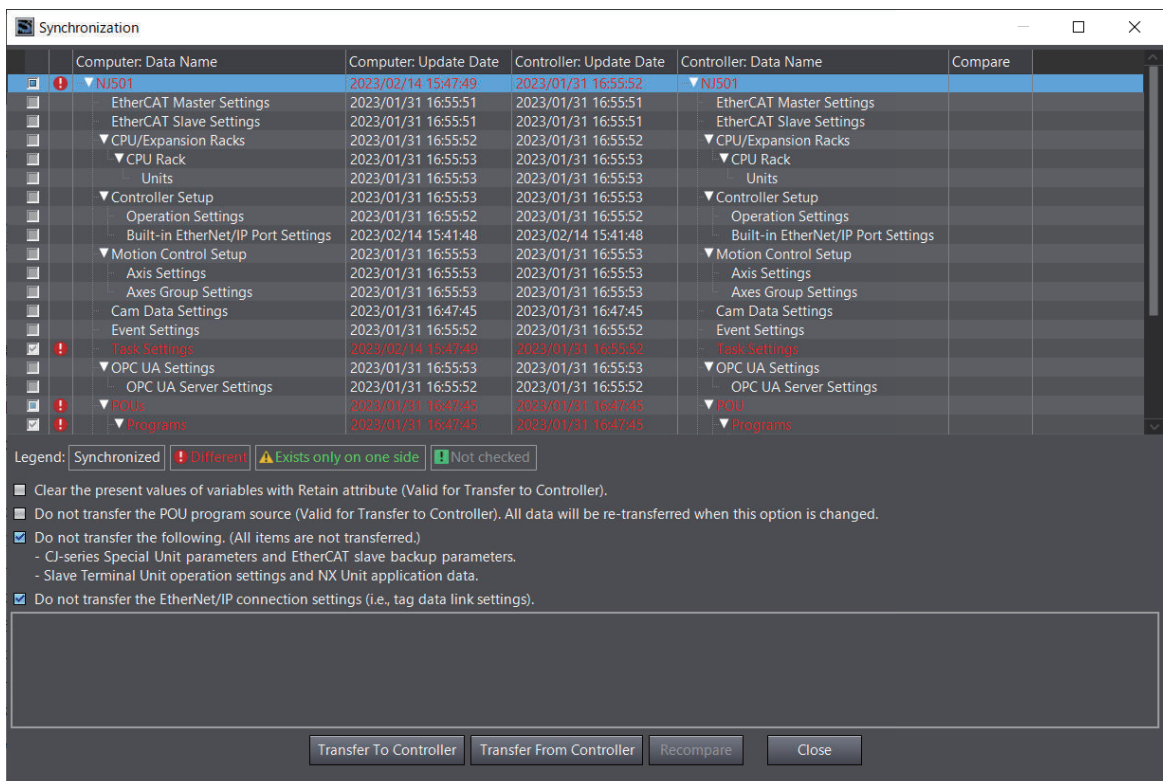 Synchronization
Computer: Data Name Computer: Update Date Controller: Update Date Controller: Data Name Compare
NJ501 2023/02/14 15:47:49 2023/01/31 16:55:52 NJ501
EtherCAT Master Settings 2023/01/31 16:55:51 2023/01/31 16:55:51 EtherCAT Master Settings
EtherCAT Slave Settings 2023/01/31 16:55:51 2023/01/31 16:55:51 EtherCAT Slave Settings
CPU/Expansion Racks 2023/01/31 16:55:52 2023/01/31 16:55:52 CPU/Expansion Racks
CPU Rack 2023/01/31 16:55:53 2023/01/31 16:55:53 CPU Rack
Units 2023/01/31 16:55:53 2023/01/31 16:55:53 Units
Controller Setup 2023/01/31 16:55:53 2023/01/31 16:55:53 Controller Setup
Operation Settings 2023/01/31 16:55:52 2023/01/31 16:55:52 Operation Settings
Built-in EtherNet/IP Port Settings 2023/02/14 15:41:48 2023/02/14 15:41:48 Built-in EtherNet/IP Port Settings
Motion Control Setup 2023/01/31 16:55:53 2023/01/31 16:55:53 Motion Control Setup
Axis Settings 2023/01/31 16:55:53 2023/01/31 16:55:53 Axis Settings
Axes Group Settings 2023/01/31 16:55:53 2023/01/31 16:55:53 Axes Group Settings
Cam Data Settings 2023/01/31 16:47:45 2023/01/31 16:47:45 Cam Data Settings
Event Settings 2023/01/31 16:55:52 2023/01/31 16:55:52 Event Settings
Task Settings 2023/02/14 15:47:49 2023/01/31 16:55:52 Task Settings
OPC UA Settings 2023/01/31 16:55:53 2023/01/31 16:55:53 OPC UA Settings
OPC UA Server Settings 2023/01/31 16:55:52 2023/01/31 16:55:52 OPC UA Server Settings
POUs 2023/01/31 16:47:45 2023/01/31 16:47:45 POU
Programs 2023/01/31 16:47:45 2023/01/31 16:47:45 Programs
Legend: Synchronized Different Exists only on one side Not checked
Clear the present values of variables with Retain attribute (Valid for Transfer to Controller).
Do not transfer the POU program source (Valid for Transfer to Controller). All data will be re-transferred when this option is changed.
Do not transfer the following. (All items are not transferred.)
- CJ-series Special Unit parameters and EtherCAT slave backup parameters.
- Slave Terminal Unit operation settings and NX Unit application data.
Do not transfer the EtherNet/IP connection settings (i.e., tag data link settings).
Transfer To Controller Transfer From Controller Recompare Close